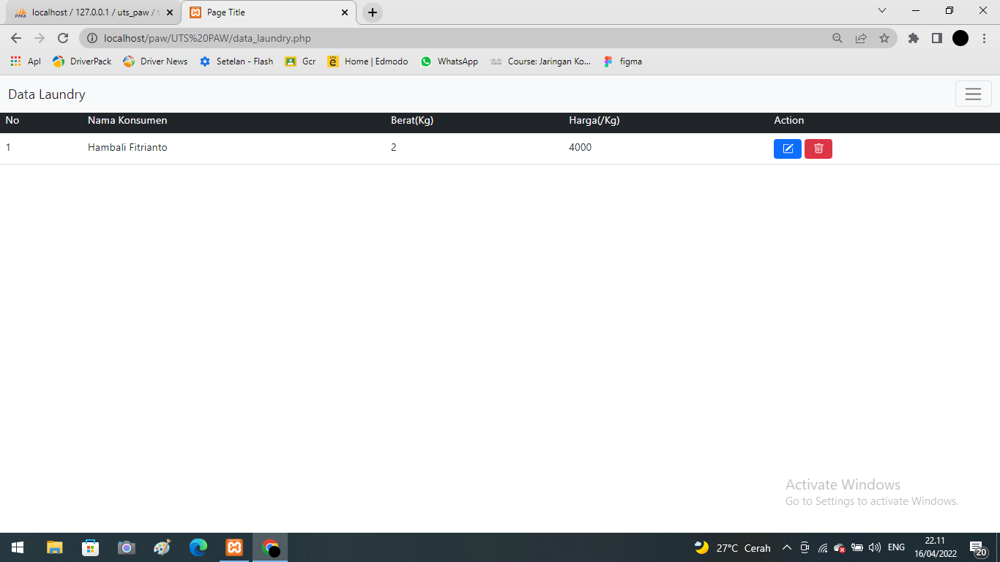 PMA localhost / 127.0.0.1 / uts_paw / t
Page Title
localhost/paw/UTS%20PAW/data_laundry.php
Apl DriverPack Driver News Setelan - Flash Gcr Home | Edmodo WhatsApp Course: Jaringan Ko... figma
Data Laundry
No Nama Konsumen Berat(Kg) Harga(/Kg) Action
1 Hambali Fitrianto 2 4000
Activate Windows
Go to Settings to activate Windows.
27°C Cerah ENG 22.11
16/04/2022 20